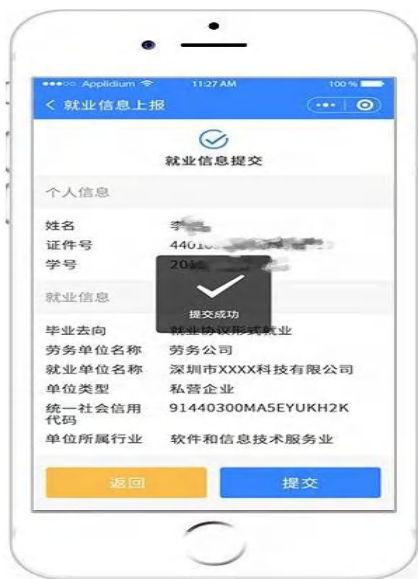 Applidium 11:27 AM 100 %
就业信息上报
就业信息提交
个人信息
姓名 李
证件号 4401
学号 201
就业信息
提交成功
毕业去向 就业协议形式就业
劳务单位名称 劳务公司
就业单位名称 深圳市XXXX科技有限公司
单位类型 私营企业
统一社会信用 91440300MA5EYUKH2K
代码
单位所属行业 软件和信息技术服务业
返回 提交